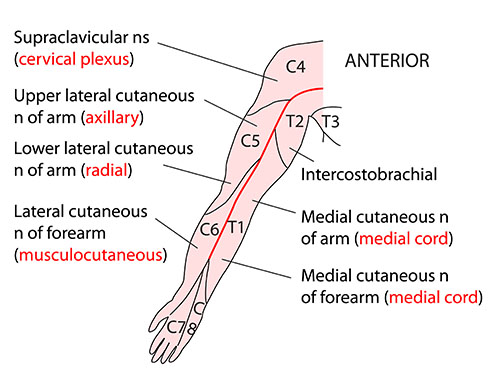 Supraclavicular ns
(cervical plexus)
ANTERIOR
C4
Upper lateral cutaneous
n of arm (axillary)
T2
T3
C5
Lower lateral cutaneous
n of arm (radial)
Intercostobrachial
Lateral cutaneous
n of forearm
(musculocutaneous)
C6
T1
Medial cutaneous n
of arm (medial cord)
Medial cutaneous n
of forearm (medial cord)
C7
C
8